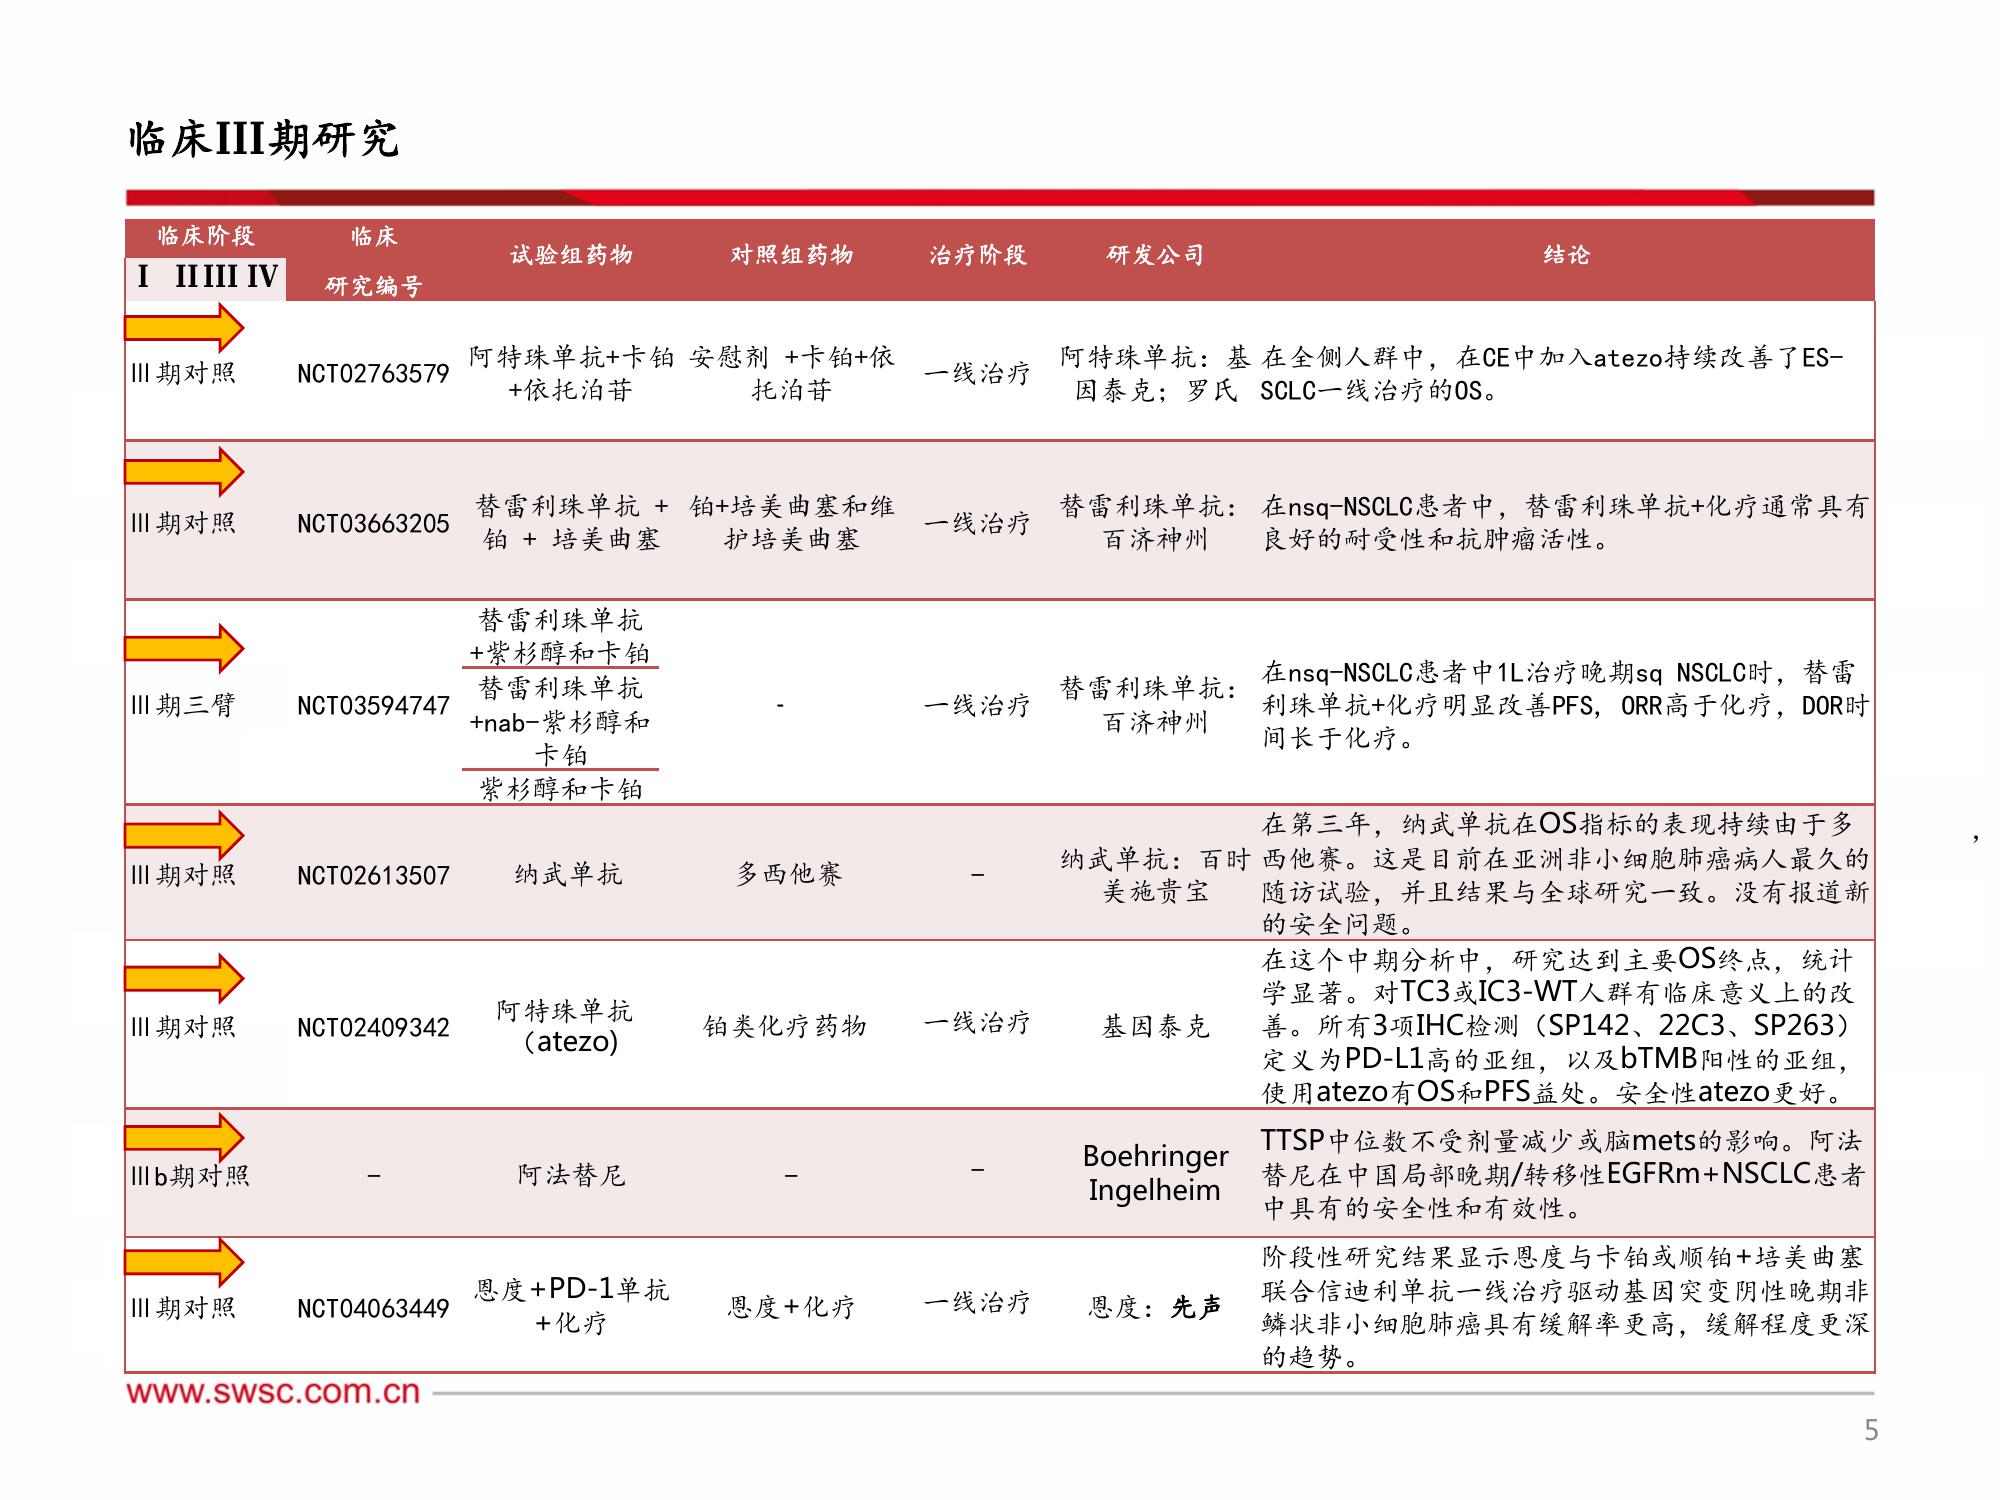 临床III期研究
临床阶段
I II III IV
临床
研究编号
试验组药物
对照组药物
治疗阶段
研发公司
结论
III期对照
NCT02763579
阿特珠单抗+卡铂
+依托泊苷
安慰剂 +卡铂+依
托泊苷
一线治疗
阿特珠单抗：基
因泰克；罗氏
在全侧人群中，在CE中加入atezo持续改善了ES-
SCLC一线治疗的OS。
III期对照
NCT03663205
替雷利珠单抗 +
铂 + 培美曲塞
铂+培美曲塞和维
护培美曲塞
一线治疗
替雷利珠单抗：
百济神州
在nsq-NSCLC患者中，替雷利珠单抗+化疗通常具有
良好的耐受性和抗肿瘤活性。
III期三臂
NCT03594747
替雷利珠单抗
+紫杉醇和卡铂
替雷利珠单抗
+nab-紫杉醇和
卡铂
紫杉醇和卡铂
-
一线治疗
替雷利珠单抗：
百济神州
在nsq-NSCLC患者中1L治疗晚期sq NSCLC时，替雷
利珠单抗+化疗明显改善PFS，ORR高于化疗，DOR时
间长于化疗。
III期对照
NCT02613507
纳武单抗
多西他赛
–
纳武单抗：百时
美施贵宝
在第三年，纳武单抗在OS指标的表现持续由于多
西他赛。这是目前在亚洲非小细胞肺癌病人最久的
随访试验，并且结果与全球研究一致。没有报道新
的安全问题。
，
III期对照
NCT02409342
阿特珠单抗
（atezo)
铂类化疗药物
一线治疗
基因泰克
在这个中期分析中，研究达到主要OS终点，统计
学显著。对TC3或IC3-WT人群有临床意义上的改
善。所有3项IHC检测（SP142、22C3、SP263）
定义为PD-L1高的亚组，以及bTMB阳性的亚组，
使用atezo有OS和PFS益处。安全性atezo更好。
IIIb期对照
–
阿法替尼
–
–
Boehringer
Ingelheim
TTSP中位数不受剂量减少或脑mets的影响。阿法
替尼在中国局部晚期/转移性EGFRm+NSCLC患者
中具有的安全性和有效性。
III期对照
NCT04063449
恩度+PD-1单抗
+化疗
恩度+化疗
一线治疗
恩度：先声
阶段性研究结果显示恩度与卡铂或顺铂+培美曲塞
联合信迪利单抗一线治疗驱动基因突变阴性晚期非
鳞状非小细胞肺癌具有缓解率更高，缓解程度更深
的趋势。
www.swsc.com.cn
5